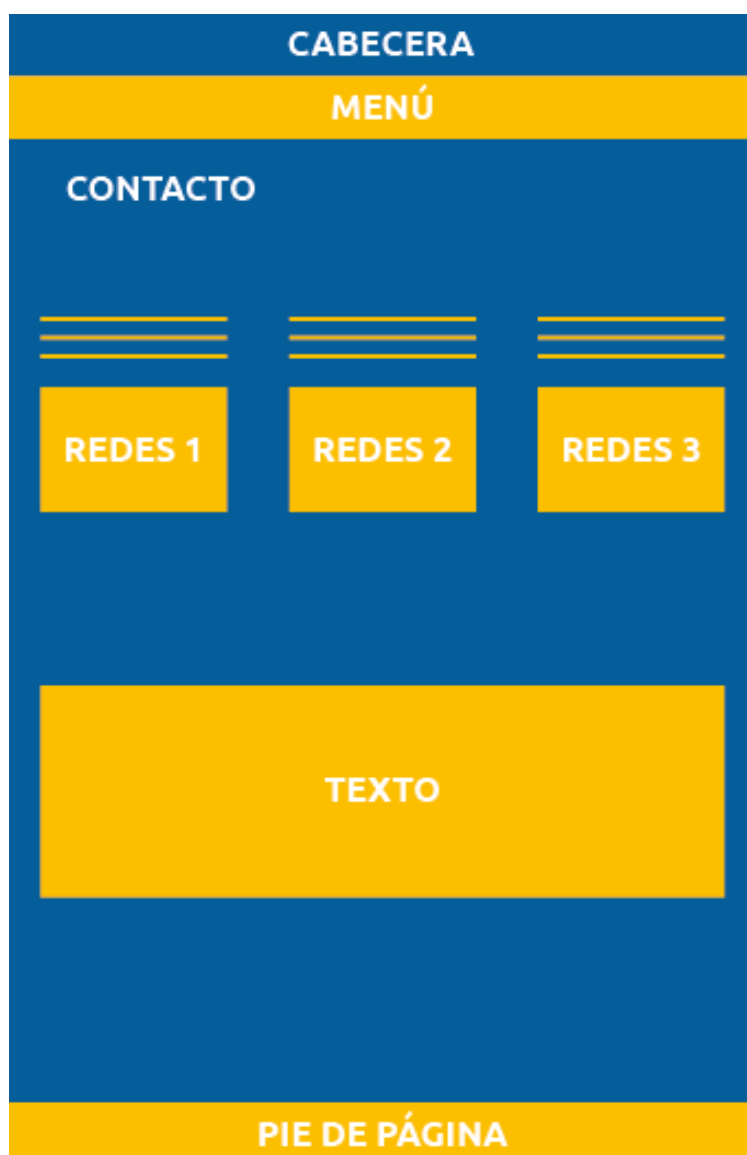 CABECERA
MENÚ
CONTACTO
REDES 1
REDES 2
REDES 3
TEXTO
PIE DE PÁGINA